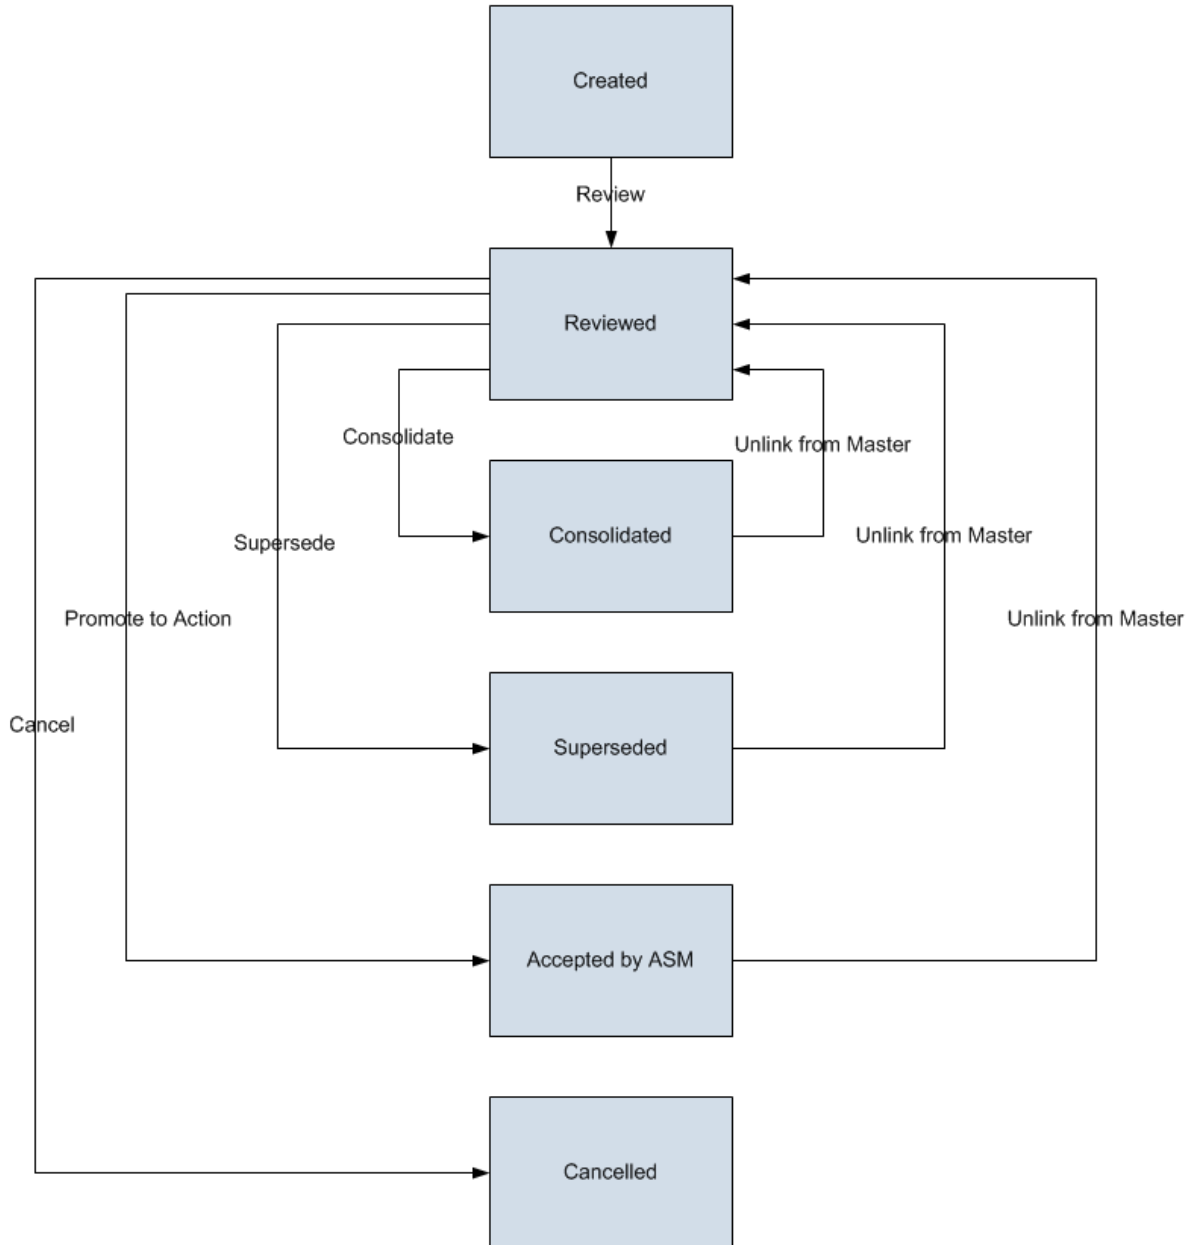 Created
Review
Reviewed
Consolidate
Unlink from Master
Consolidated
Unlink from Master
Supersede
Promote to Action
Unlink from Master
Cancel
Superseded
Accepted by ASM
Cancelled